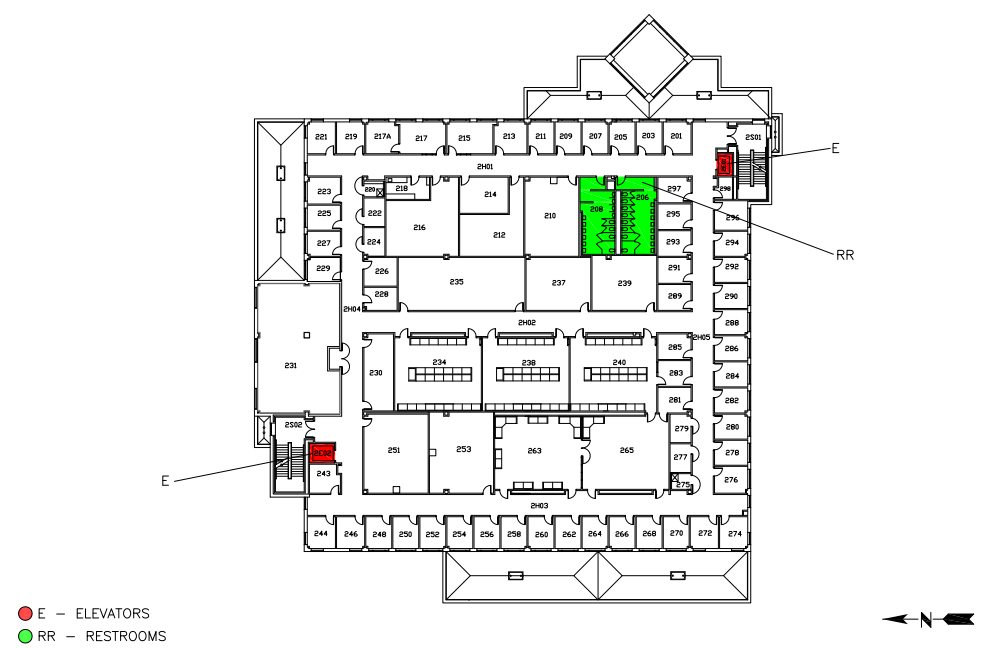 221 219 217A 217 215 213 211 209 207 205 203 201 2S01
E
2H01
2E01
220 218 298
223 214 208 206 297
222
225 216 212 210 295 296
224
227 293 294
RR
229 226 291 292
235 237 239
228 289 290
2H04
2H02 288
2H05
231 230 234 238 240 285 286
283 284
281 282
2S02
279 280
251 253 263 265
2E02 277 278
243
E
275 276
2H03
244 246 248 250 252 254 256 258 260 262 264 266 268 270 272 274
E – ELEVATORS
RR – RESTROOMS
N